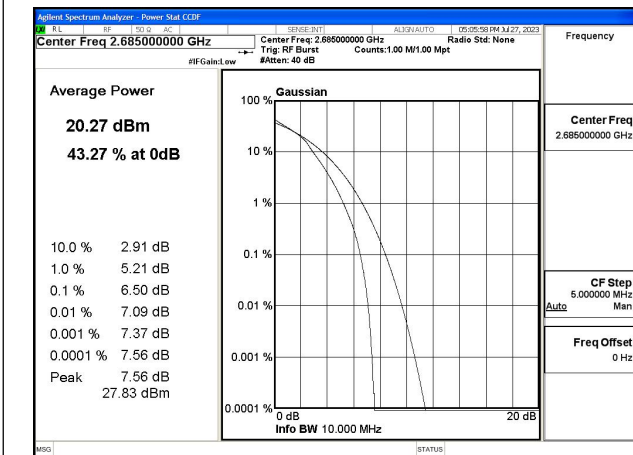 Agilent Spectrum Analyzer - Power Stat CCDF
RL RF 50 Ω AC SENSE:INT ALIGN AUTO 05:05:58 PM Jul 27, 2023
Center Freq 2.685000000 GHz
Center Freq: 2.685000000 GHz Radio Std: None
Trig: RF Burst Counts:1.00 M/1.00 Mpt
#IFGain:Low #Atten: 40 dB
Frequency
Average Power
20.27 dBm
43.27 % at 0dB
10.0 % 2.91 dB
1.0 % 5.21 dB
0.1 % 6.50 dB
0.01 % 7.09 dB
0.001 % 7.37 dB
0.0001 % 7.56 dB
Peak 7.56 dB
27.83 dBm
Gaussian
100 %
10 %
1 %
0.1 %
0.01 %
0.001 %
0.0001 %
0 dB 20 dB
Info BW 10.000 MHz
Center Freq
2.685000000 GHz
CF Step
5.000000 MHz
Auto Man
Freq Offset
0 Hz
MSG STATUS